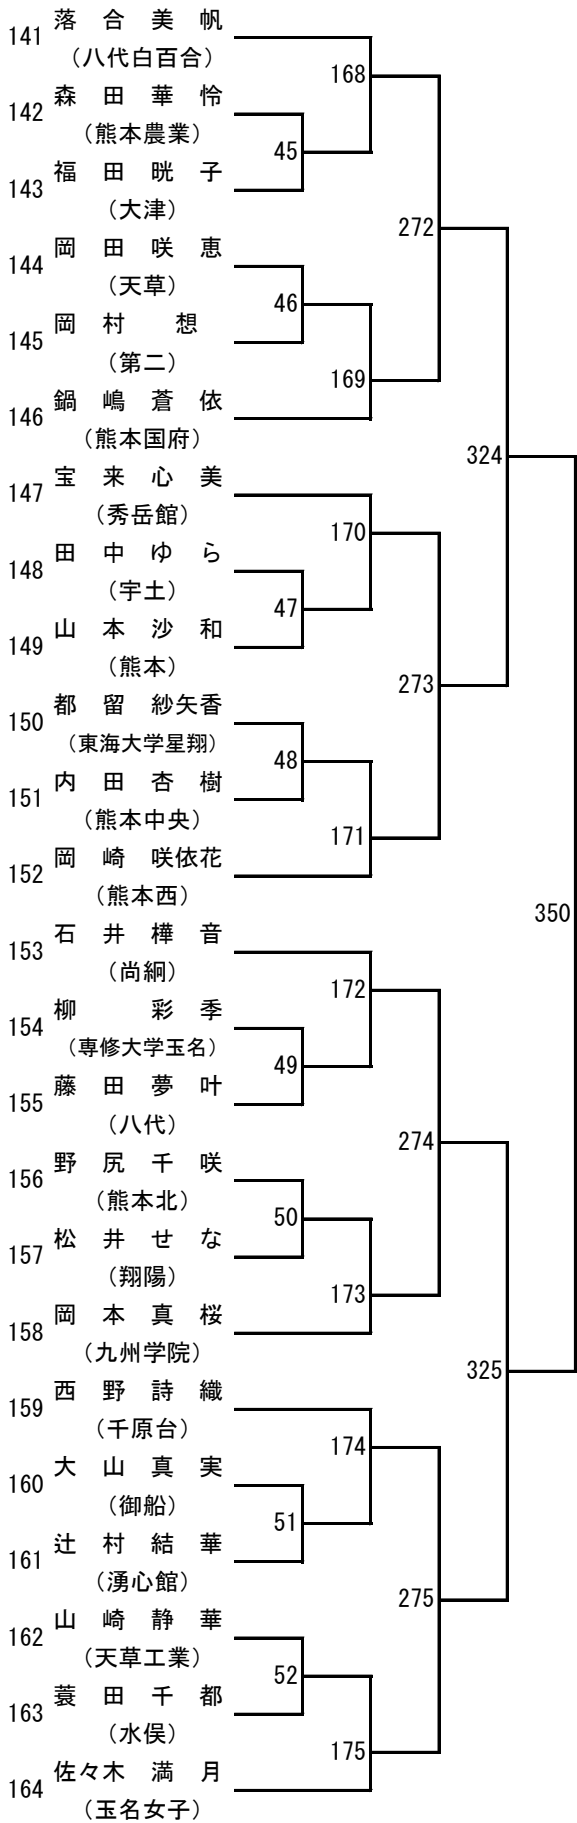 141 落合美帆
（八代白百合）
168
142 森田華怜
（熊本農業）
45
143 福田晄子
（大津）
272
144 岡田咲恵
（天草）
46
145 岡村想
（第二）
169
146 鍋嶋蒼依
（熊本国府）
324
147 宝来心美
（秀岳館）
170
148 田中ゆら
（宇土）
47
149 山本沙和
（熊本）
273
150 都留紗矢香
（東海大学星翔）
48
151 内田杏樹
（熊本中央）
171
152 岡崎咲依花
（熊本西）
350
153 石井樺音
（尚絅）
172
154 柳彩季
（専修大学玉名）
49
155 藤田夢叶
（八代）
274
156 野尻千咲
（熊本北）
50
157 松井せな
（翔陽）
173
158 岡本真桜
（九州学院）
325
159 西野詩織
（千原台）
174
160 大山真実
（御船）
51
161 辻村結華
（湧心館）
275
162 山崎静華
（天草工業）
52
163 蓑田千都
（水俣）
175
164 佐々木満月
（玉名女子）